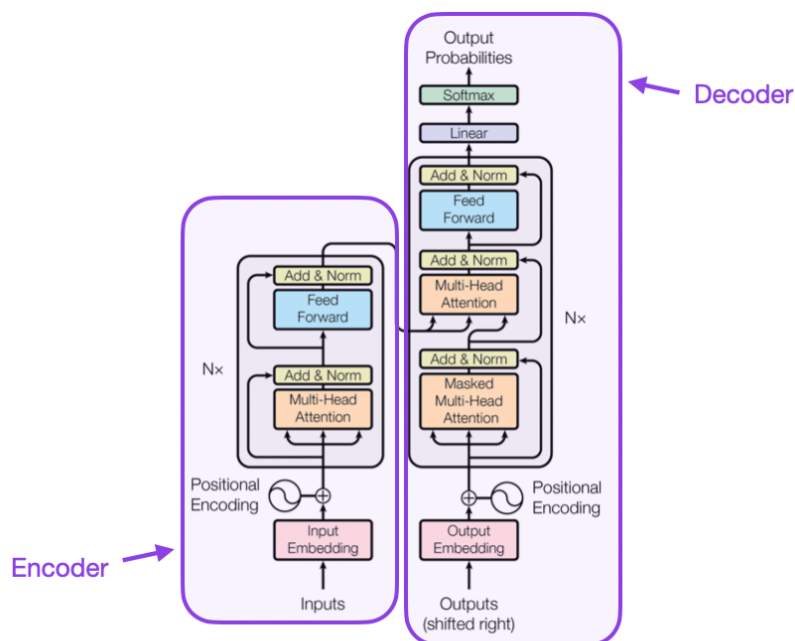 Output
Probabilities
Softmax
Linear
Add & Norm
Feed
Forward
Add & Norm
Multi-Head
Attention
Add & Norm
Masked
Multi-Head
Attention
N×
Positional
Encoding
Output
Embedding
Outputs
(shifted right)
Decoder
Add & Norm
Feed
Forward
Add & Norm
Multi-Head
Attention
N×
Positional
Encoding
Input
Embedding
Inputs
Encoder